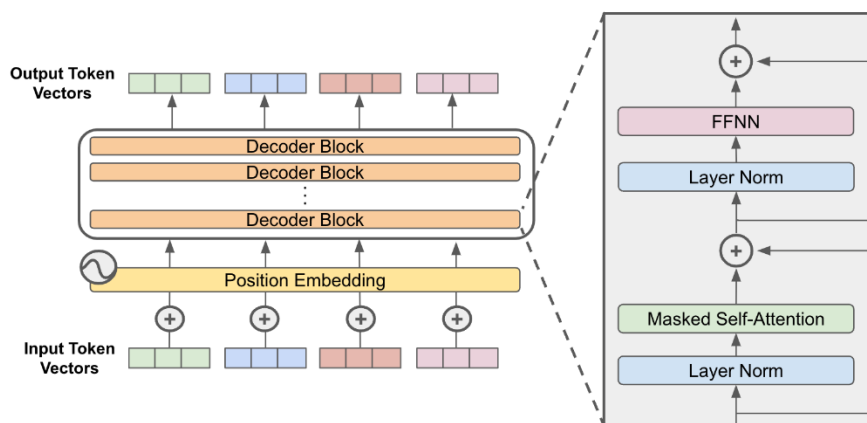 Output Token
Vectors
Decoder Block
Decoder Block
Decoder Block
Position Embedding
Input Token
Vectors
FFNN
Layer Norm
Masked Self-Attention
Layer Norm